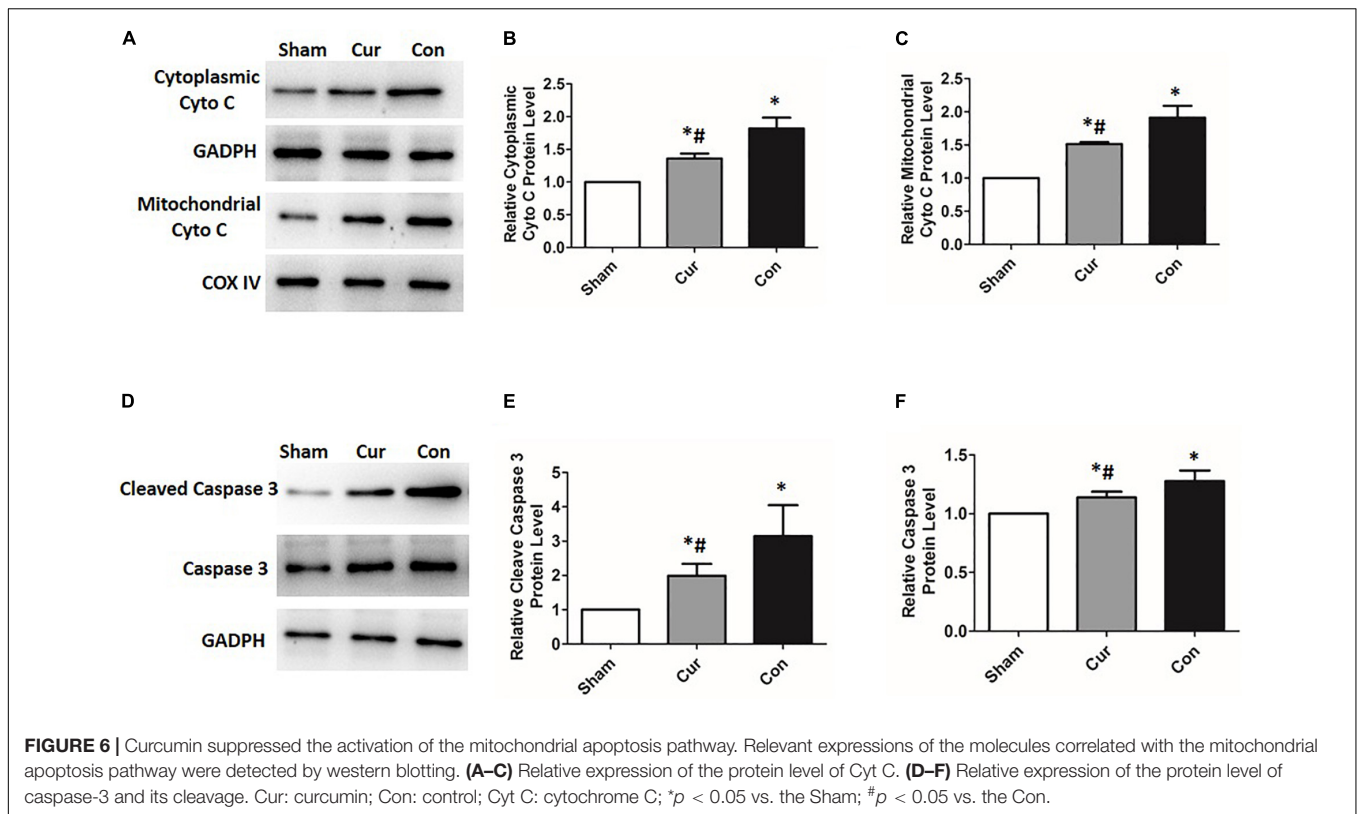 A
Sham Cur Con
Cytoplasmic
Cyto C
GADPH
Mitochondrial
Cyto C
COX IV
B
Relative Cytoplasmic
Cyto C Protein Level
2.5
2.0
1.5
1.0
0.5
0.0
*#
*
Sham
Cur
Con
C
Relative Mitochondrial
Cyto C Protein Level
2.5
2.0
1.5
1.0
0.5
0.0
*#
*
Sham
Cur
Con
D
Sham Cur Con
Cleaved Caspase 3
Caspase 3
GADPH
E
Relative Cleave Caspase 3
Protein Level
5
4
3
2
1
0
*#
*
Sham
Cur
Con
F
Relative Caspase 3
Protein Level
1.5
1.0
0.5
0.0
*#
*
Sham
Cur
Con
FIGURE 6 | Curcumin suppressed the activation of the mitochondrial apoptosis pathway. Relevant expressions of the molecules correlated with the mitochondrial
apoptosis pathway were detected by western blotting. (A–C) Relative expression of the protein level of Cyt C. (D–F) Relative expression of the protein level of
caspase-3 and its cleavage. Cur: curcumin; Con: control; Cyt C: cytochrome C; *p < 0.05 vs. the Sham; #p < 0.05 vs. the Con.